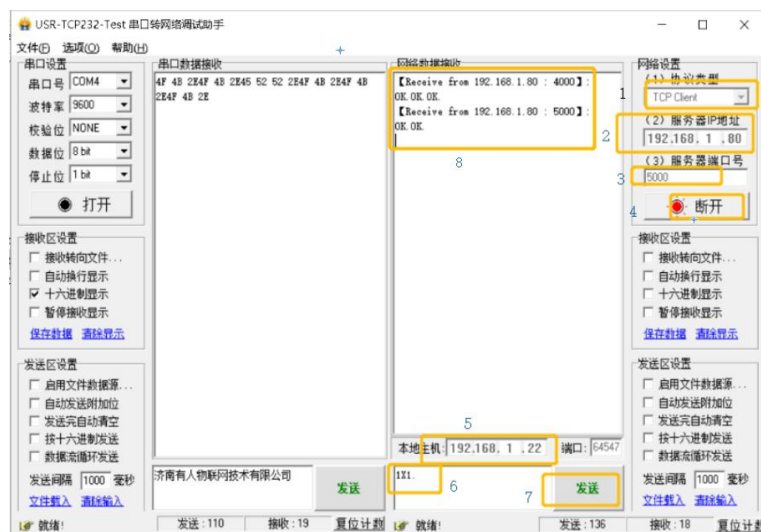 USR-TCP232-Test 串口转网络调试助手
文件(F) 选项(O) 帮助(H)
串口设置
串口号 COM4
波特率 9600
校验位 NONE
数据位 8 bit
停止位 1 bit
打开
接收区设置
接收转向文件...
自动换行显示
十六进制显示
暂停接收显示
保存数据 清除显示
发送区设置
启用文件数据源...
自动发送附加位
发送完自动清空
按十六进制发送
数据流循环发送
发送间隔 1000 毫秒
文件载入 清除输入
串口数据接收
4F 4B 2E4F 4B 2E45 52 52 2E4F 4B 2E4F 4B
2E4F 4B 2E
济南有人物联网技术有限公司
发送
网络数据接收
【Receive from 192.168.1.80 : 4000】:
OK.OK.OK.
【Receive from 192.168.1.80 : 5000】:
OK.OK.
8
5
本地主机: 192.168. 1 .22 端口: 64547
1X1.
6
7
发送
网络设置
(1) 协议类型
1
TCP Client
(2) 服务器IP地址
2
192.168. 1 .80
(3) 服务器端口号
3
5000
4
断开
接收区设置
接收转向文件...
自动换行显示
十六进制显示
暂停接收显示
保存数据 清除显示
发送区设置
启用文件数据源...
自动发送附加位
发送完自动清空
按十六进制发送
数据流循环发送
发送间隔 1000 毫秒
文件载入 清除输入
就绪! 发送:110 接收:19 复位计数
就绪! 发送:136 接收:18 复位计数